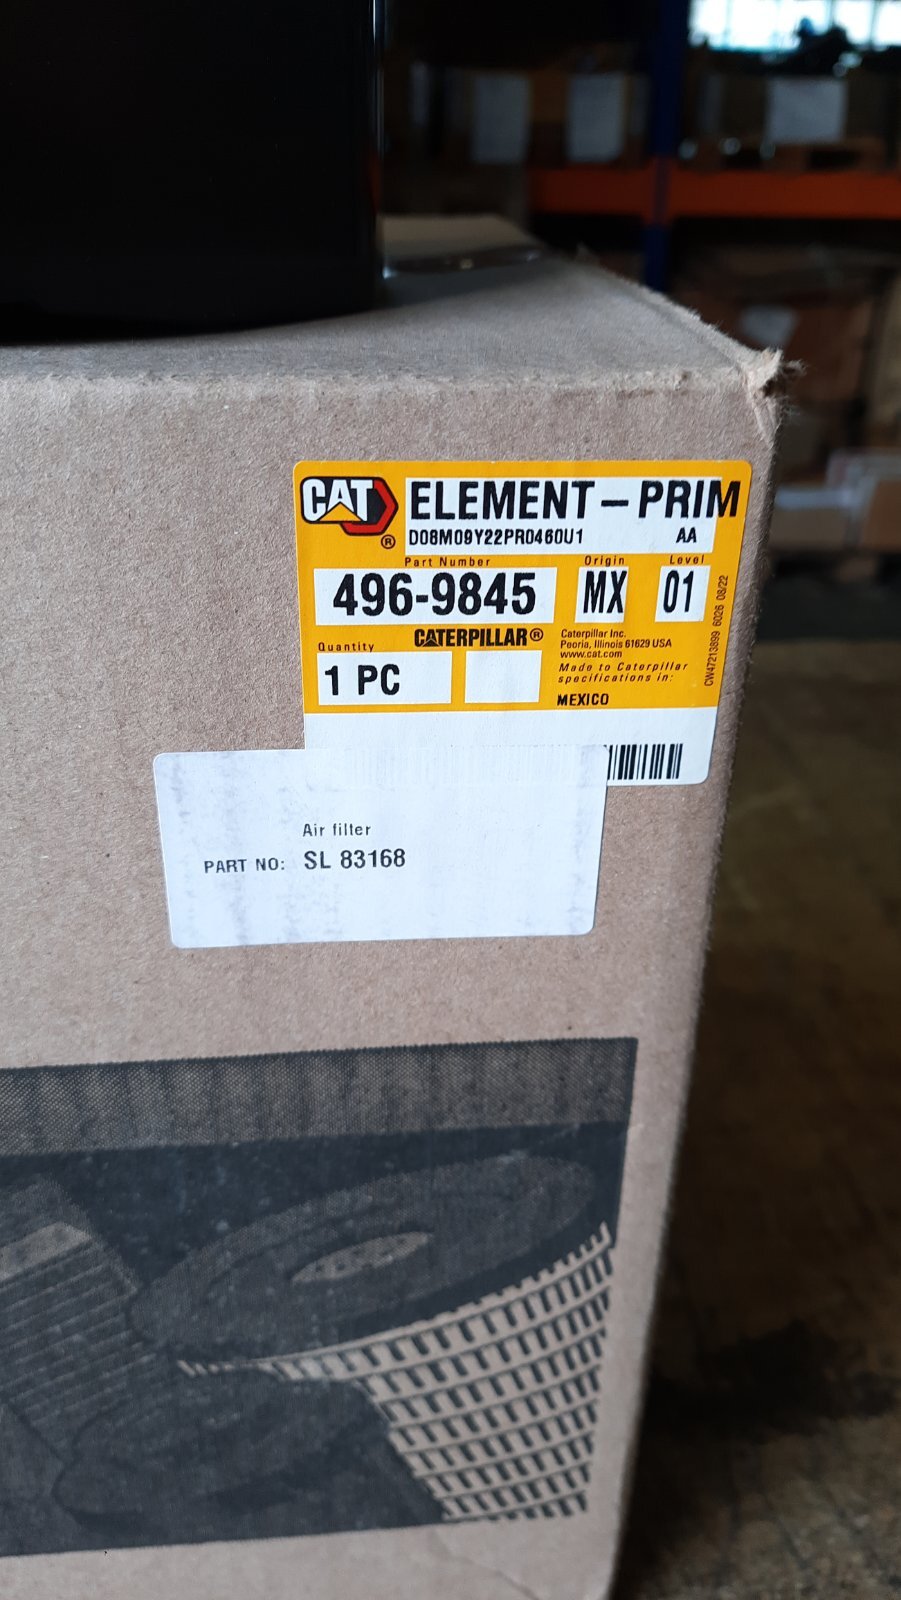 CAT
®
ELEMENT-PRIM
D08M09Y22PR0460U1 AA
Part Number Origin Level
496-9845 MX 01
Quantity CATERPILLAR®
1 PC
Caterpillar Inc.
Peoria, Illinois 61629 USA
www.cat.com
Made to Caterpillar
specifications in:
MEXICO
CW47213899 6026 08/22
Air filter
PART NO: SL 83168